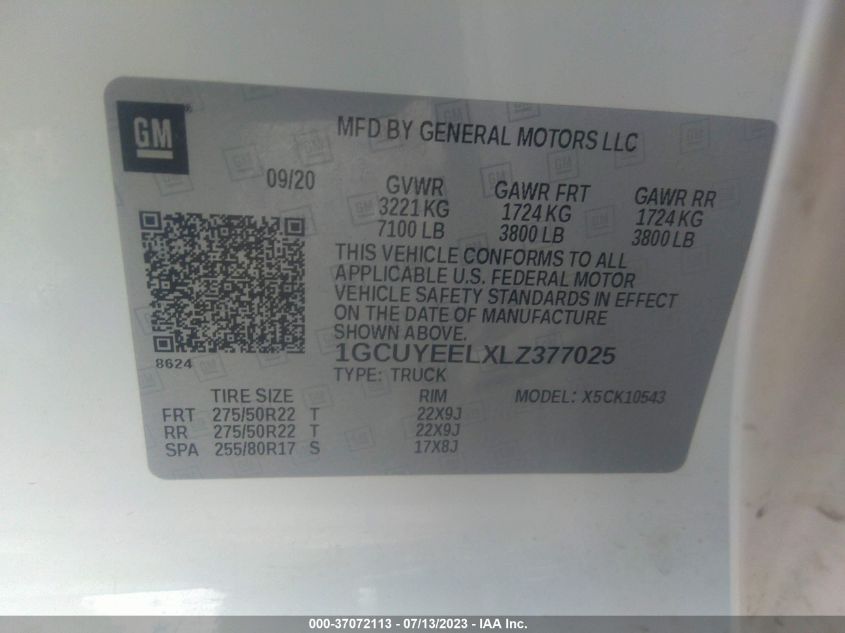 GM ®
MFD BY GENERAL MOTORS LLC
09/20
GVWR GAWR FRT GAWR RR
3221 KG 1724 KG 1724 KG
7100 LB 3800 LB 3800 LB
THIS VEHICLE CONFORMS TO ALL
APPLICABLE U.S. FEDERAL MOTOR
VEHICLE SAFETY STANDARDS IN EFFECT
ON THE DATE OF MANUFACTURE
SHOWN ABOVE.
8624
1GCUYEELXLZ377025
TYPE: TRUCK
TIRE SIZE RIM MODEL: X5CK10543
FRT 275/50R22 T 22X9J
RR 275/50R22 T 22X9J
SPA 255/80R17 S 17X8J
000-37072113 - 07/13/2023 - IAA Inc.